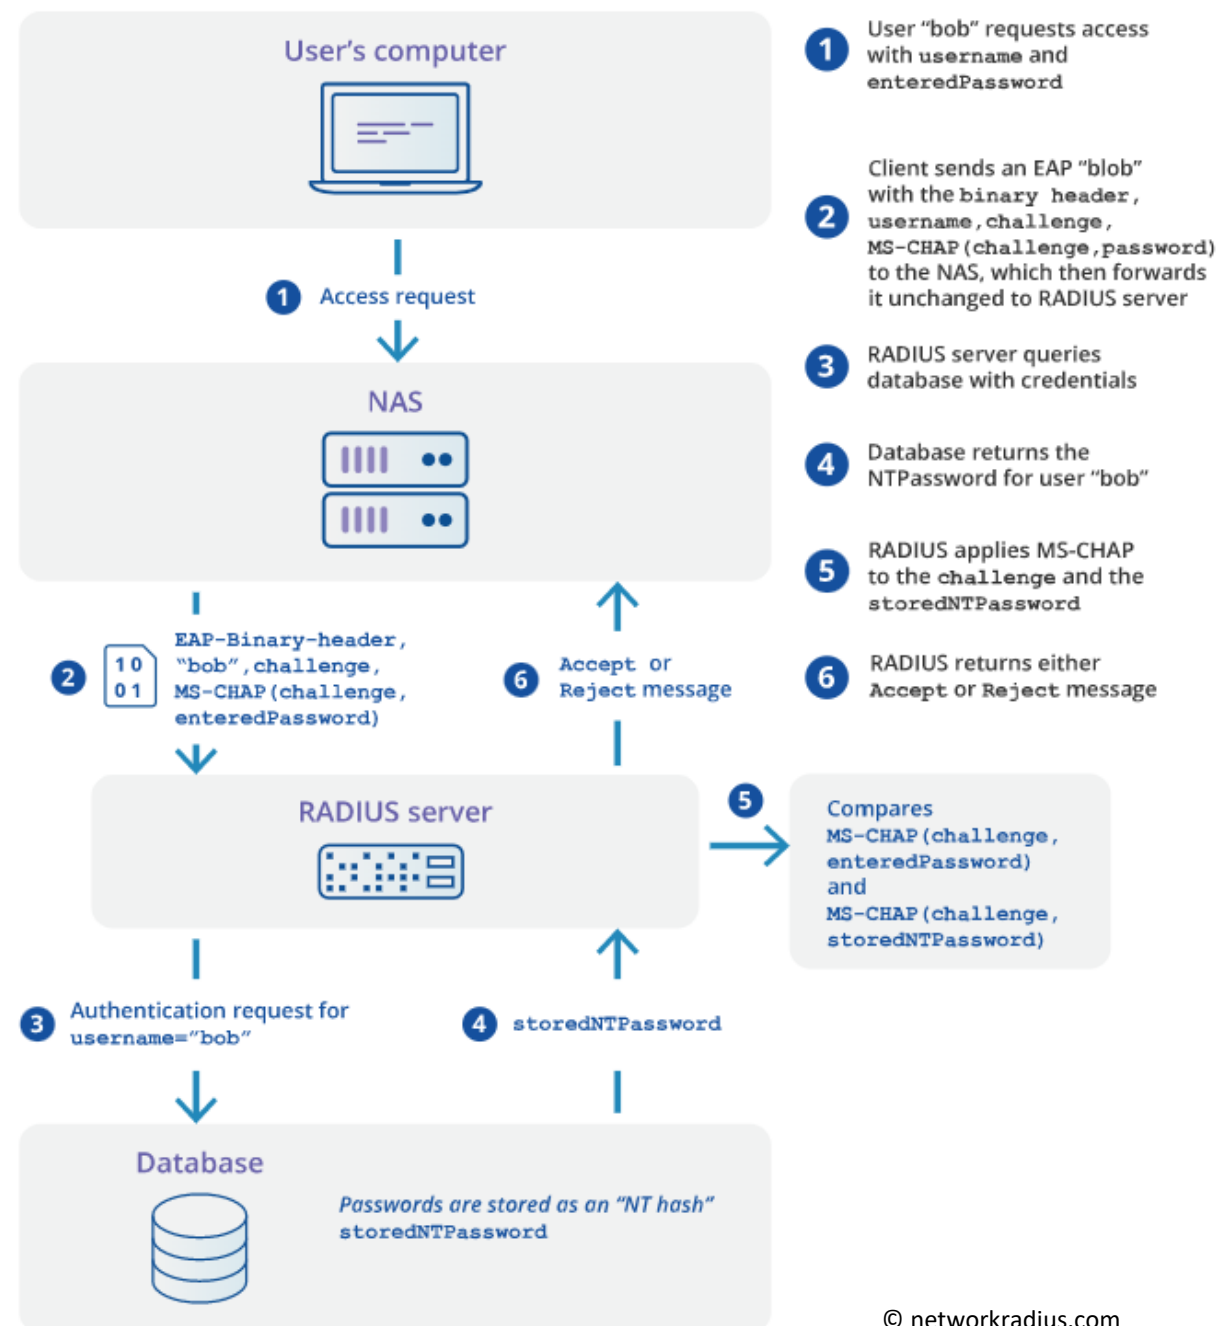 User's computer
1 Access request
NAS
2
10
01
EAP-Binary-header,
"bob",challenge,
MS-CHAP(challenge,
enteredPassword)
6 Accept or
Reject message
RADIUS server
5
Compares
MS-CHAP(challenge,
enteredPassword)
and
MS-CHAP(challenge,
storedNTPassword)
3 Authentication request for
username="bob"
4 storedNTPassword
Database
Passwords are stored as an "NT hash"
storedNTPassword
1 User "bob" requests access
with username and
enteredPassword
2 Client sends an EAP "blob"
with the binary header,
username,challenge,
MS-CHAP(challenge,password)
to the NAS, which then forwards
it unchanged to RADIUS server
3 RADIUS server queries
database with credentials
4 Database returns the
NTPassword for user "bob"
5 RADIUS applies MS-CHAP
to the challenge and the
storedNTPassword
6 RADIUS returns either
Accept or Reject message
© networkradius.com